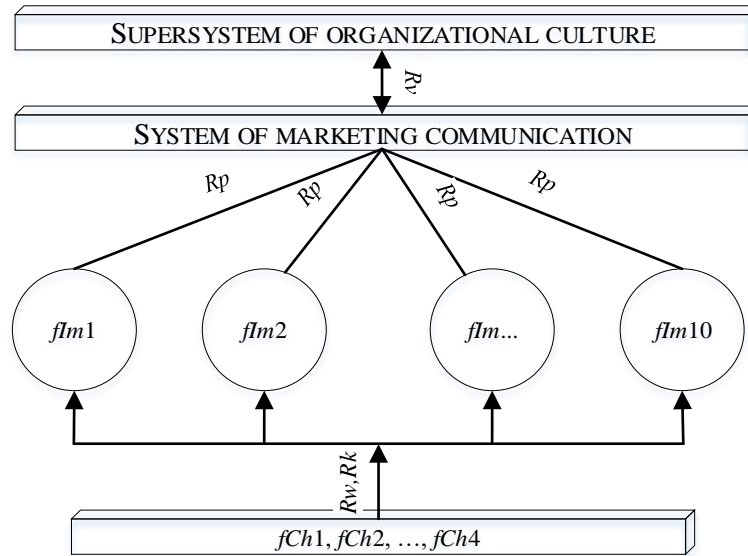 SUPERSYSTEM OF ORGANIZATIONAL CULTURE
Rv
SYSTEM OF MARKETING COMMUNICATION
Rp
Rp
Rp
Rp
fIm1
fIm2
fIm...
fIm10
Rw,Rk
fCh1, fCh2, …, fCh4